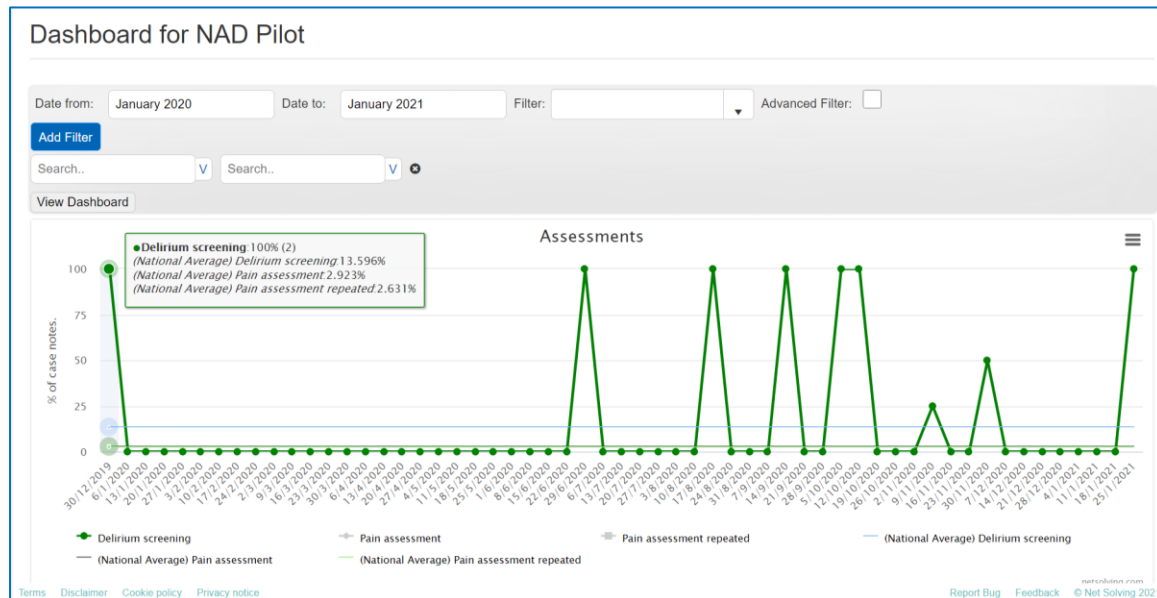 Dashboard for NAD Pilot
Date from: January 2020 Date to: January 2021 Filter: Advanced Filter:
Add Filter
Search.. V Search.. V
View Dashboard
Assessments
Delirium screening:100% (2)
(National Average) Delirium screening:13.596%
(National Average) Pain assessment:2.923%
(National Average) Pain assessment repeated:2.631%
% of case notes.
100
75
50
25
0
30/12/2019 6/1/2020 13/1/2020 20/1/2020 27/1/2020 3/2/2020 10/2/2020 17/2/2020 24/2/2020 2/3/2020 9/3/2020 16/3/2020 23/3/2020 30/3/2020 6/4/2020 13/4/2020 20/4/2020 27/4/2020 4/5/2020 11/5/2020 18/5/2020 25/5/2020 1/6/2020 8/6/2020 15/6/2020 22/6/2020 29/6/2020 6/7/2020 13/7/2020 20/7/2020 27/7/2020 3/8/2020 10/8/2020 17/8/2020 24/8/2020 31/8/2020 7/9/2020 14/9/2020 21/9/2020 28/9/2020 5/10/2020 12/10/2020 19/10/2020 26/10/2020 2/11/2020 9/11/2020 16/11/2020 23/11/2020 30/11/2020 7/12/2020 14/12/2020 21/12/2020 28/12/2020 4/1/2021 11/1/2021 18/1/2021 25/1/2021
Delirium screening Pain assessment Pain assessment repeated (National Average) Delirium screening
(National Average) Pain assessment (National Average) Pain assessment repeated
netsolving.com
Terms Disclaimer Cookie policy Privacy notice Report Bug Feedback © Net Solving 202